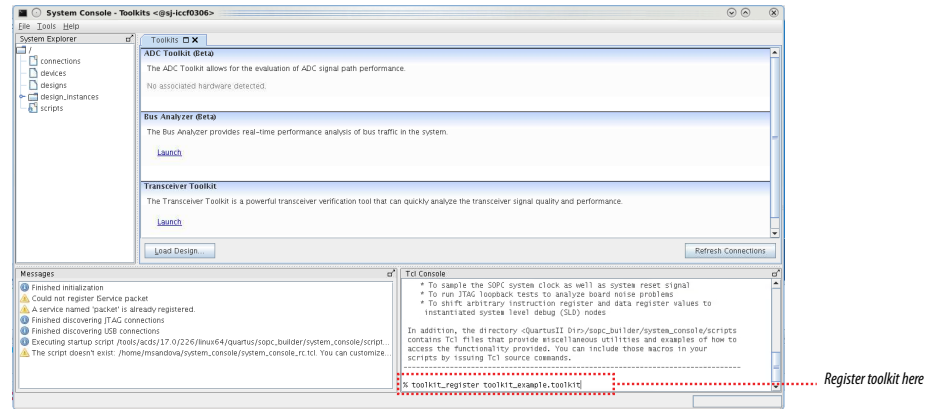 System Console - Toolkits <@sj-iccf0306>
File Tools Help
System Explorer
/
connections
devices
designs
design_instances
scripts
Toolkits
ADC Toolkit (Beta)
The ADC Toolkit allows for the evaluation of ADC signal path performance.
No associated hardware detected.
Bus Analyzer (Beta)
The Bus Analyzer provides real-time performance analysis of bus traffic in the system.
Launch
Transceiver Toolkit
The Transceiver Toolkit is a powerful transceiver verification tool that can quickly analyze the transceiver signal quality and performance.
Launch
Load Design...
Refresh Connections
Messages
Finished initialization
Could not register IService packet
A service named 'packet' is already registered.
Finished discovering JTAG connections
Finished discovering USB connections
Executing startup script /tools/acds/17.0/226/linux64/quartus/sopc_builder/system_console/script...
The script doesn't exist: /home/msandova/system_console/system_console_rc.tcl. You can customize...
Tcl Console
* To sample the SOPC system clock as well as system reset signal
* To run JTAG loopback tests to analyze board noise problems
* To shift arbitrary instruction register and data register values to
instantiated system level debug (SLD) nodes
In addition, the directory <QuartusII Dir>/sopc_builder/system_console/scripts
contains Tcl files that provide miscellaneous utilities and examples of how to
access the functionality provided. You can include those macros in your
scripts by issuing Tcl source commands.
--------------------------------------------------------------------------------
% toolkit_register toolkit_example.toolkit
Register toolkit here